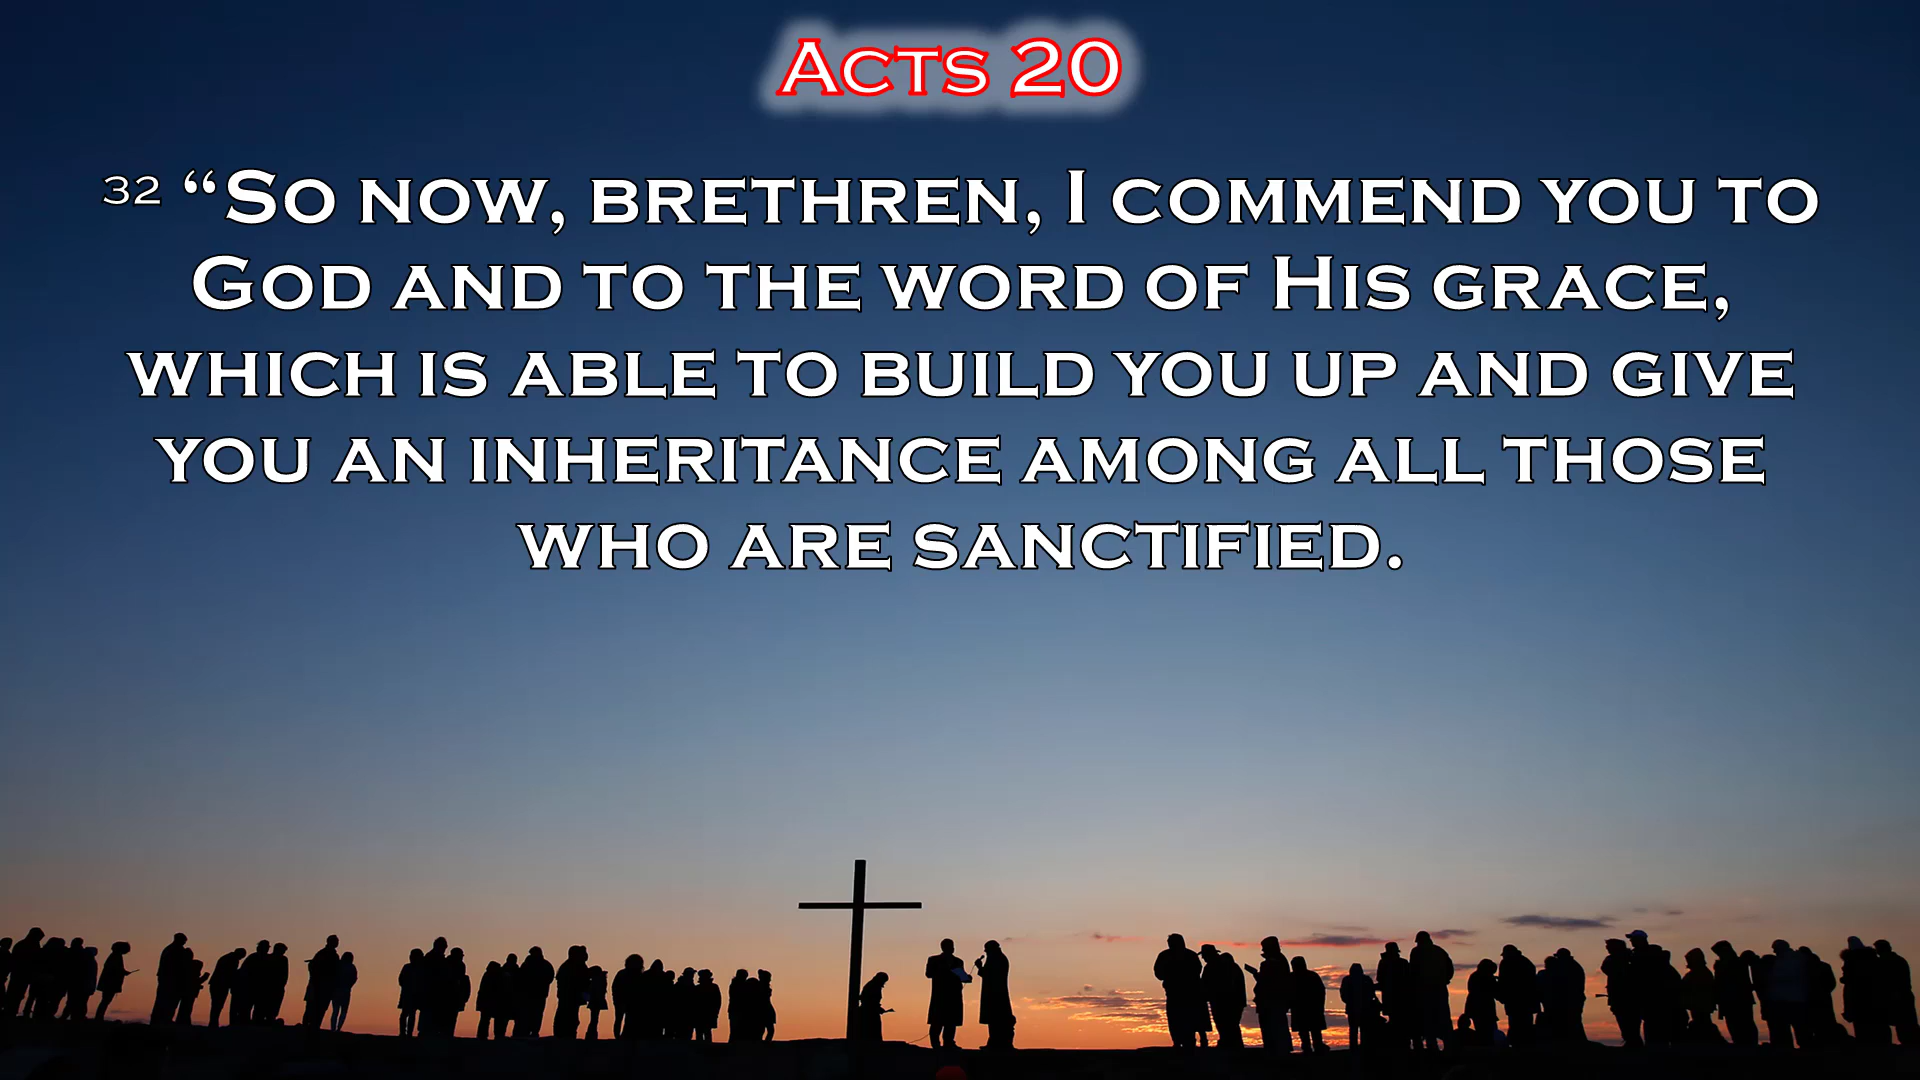 Acts 20
32 “So now, brethren, I commend you to
God and to the word of His grace,
which is able to build you up and give
you an inheritance among all those
who are sanctified.